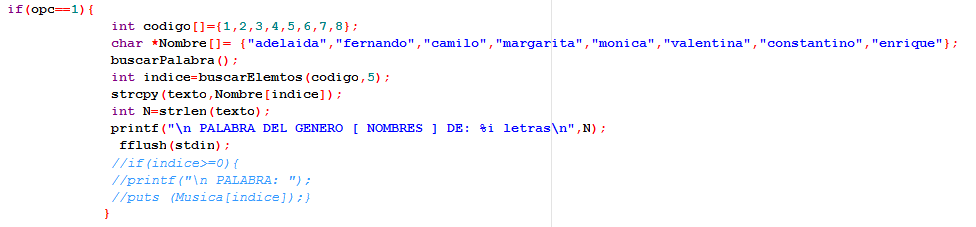 if(opc==1){
int codigo[]={1,2,3,4,5,6,7,8};
char *Nombre[]= {"adelaida","fernando","camilo","margarita","monica","valentina","constantino","enrique"};
buscarPalabra();
int indice=buscarElemtos(codigo,5);
strcpy(texto,Nombre[indice]);
int N=strlen(texto);
printf("\n PALABRA DEL GENERO [ NOMBRES ] DE: %i letras\n",N);
fflush(stdin);
//if(indice>=0){
//printf("\n PALABRA: ");
//puts (Musica[indice]);}
}